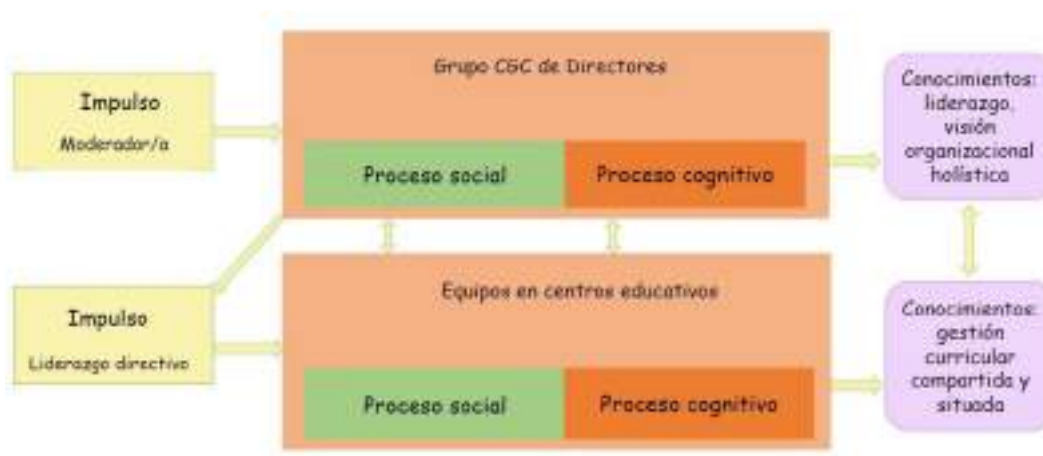 Impulso
Moderador/a
Grupo CGC de Directores
Proceso social
Proceso cognitivo
Conocimientos:
liderazgo,
visión
organizacional
holística
Impulso
Liderazgo directivo
Equipos en centros educativos
Proceso social
Proceso cognitivo
Conocimientos:
gestión
curricular
compartida y
situada